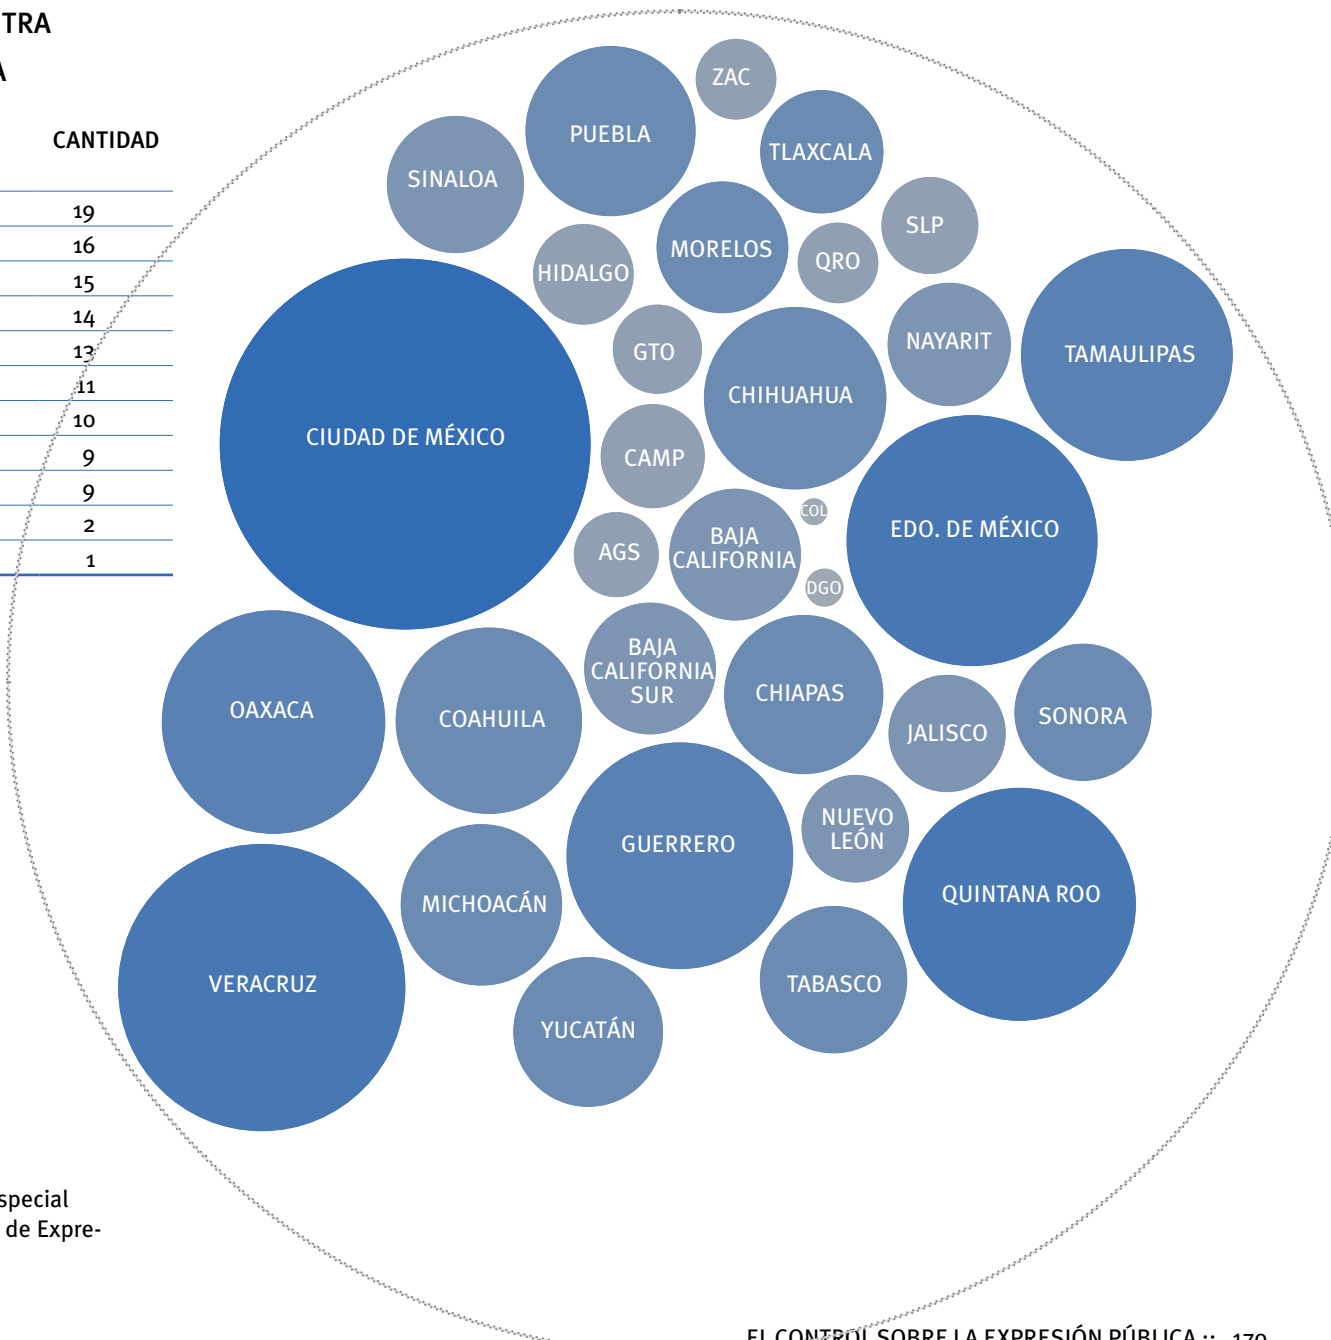 TRA
A
CANTIDAD
19
16
15
14
13
11
10
9
9
2
1
ZAC
PUEBLA
TLAXCALA
SINALOA
SLP
MORELOS
QRO
HIDALGO
NAYARIT
TAMAULIPAS
GTO
CHIHUAHUA
CIUDAD DE MÉXICO
CAMP
COL
EDO. DE MÉXICO
BAJA
CALIFORNIA
AGS
DGO
BAJA
CALIFORNIA
SUR
CHIAPAS
OAXACA
COAHUILA
SONORA
JALISCO
NUEVO
LEÓN
GUERRERO
QUINTANA ROO
MICHOACÁN
VERACRUZ
TABASCO
YUCATÁN
special
de Expre-
EL CONTROL SOBRE LA EXPRESIÓN PÚBLICA :: 179